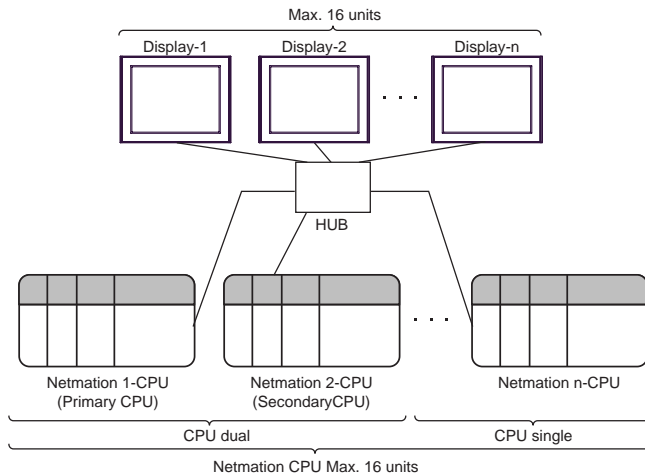 Max. 16 units
Display-1
Display-2
Display-n
HUB
Netmation 1-CPU
(Primary CPU)
Netmation 2-CPU
(SecondaryCPU)
Netmation n-CPU
CPU dual
CPU single
Netmation CPU Max. 16 units